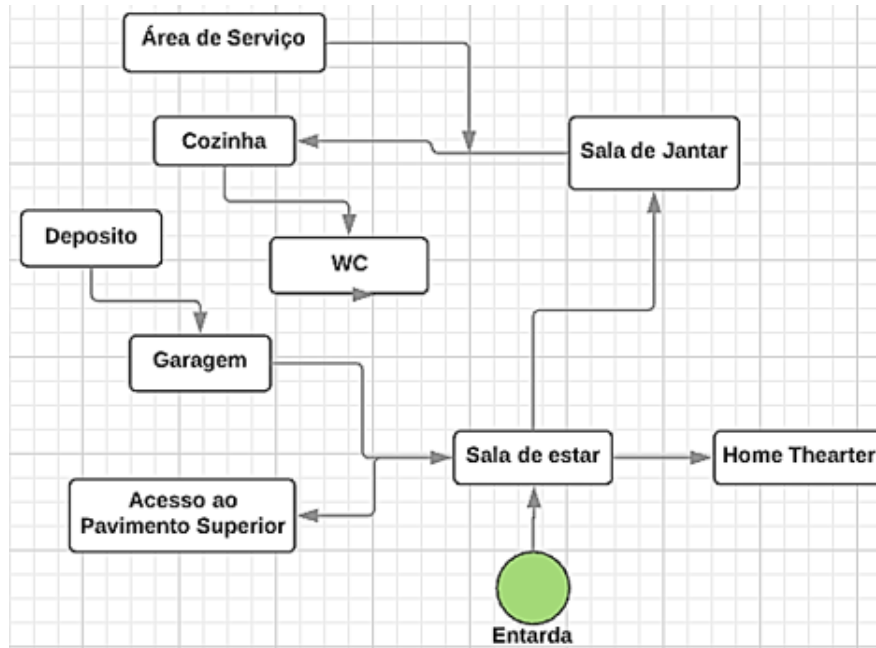 Área de Serviço
Cozinha
Sala de Jantar
Deposito
WC
Garagem
Sala de estar
Home Thearter
Acesso ao
Pavimento Superior
Entarda